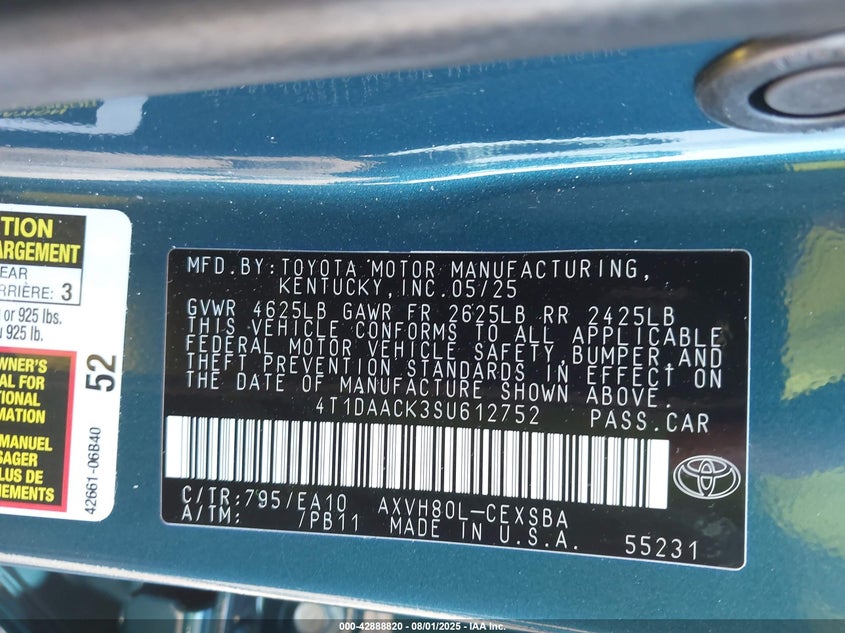 TION
ARGEMENT
EAR
ARRIÈRE: 3
or 925 lbs.
925 lb.
WNER'S
AL FOR
TIONAL
MATION
MANUEL
SAGER
LUS DE
NEMENTS
52
42661-06B40
MFD.BY:TOYOTA MOTOR MANUFACTURING,
KENTUCKY,INC.05/25
GVWR 4625LB GAWR FR 2625LB RR 2425LB
THIS VEHICLE CONFORMS TO ALL APPLICABLE
FEDERAL MOTOR VEHICLE SAFETY,BUMPER,AND
THEFT PREVENTION STANDARDS IN EFFECT ON
THE DATE OF MANUFACTURE SHOWN ABOVE.
4T1DAACK3SU612752 PASS.CAR
C/TR:795/EA10 AXVH80L-CEXSBA
A/TM: /PB11 MADE IN U.S.A.
55231
000-42888820 - 08/01/2025 - IAA Inc.